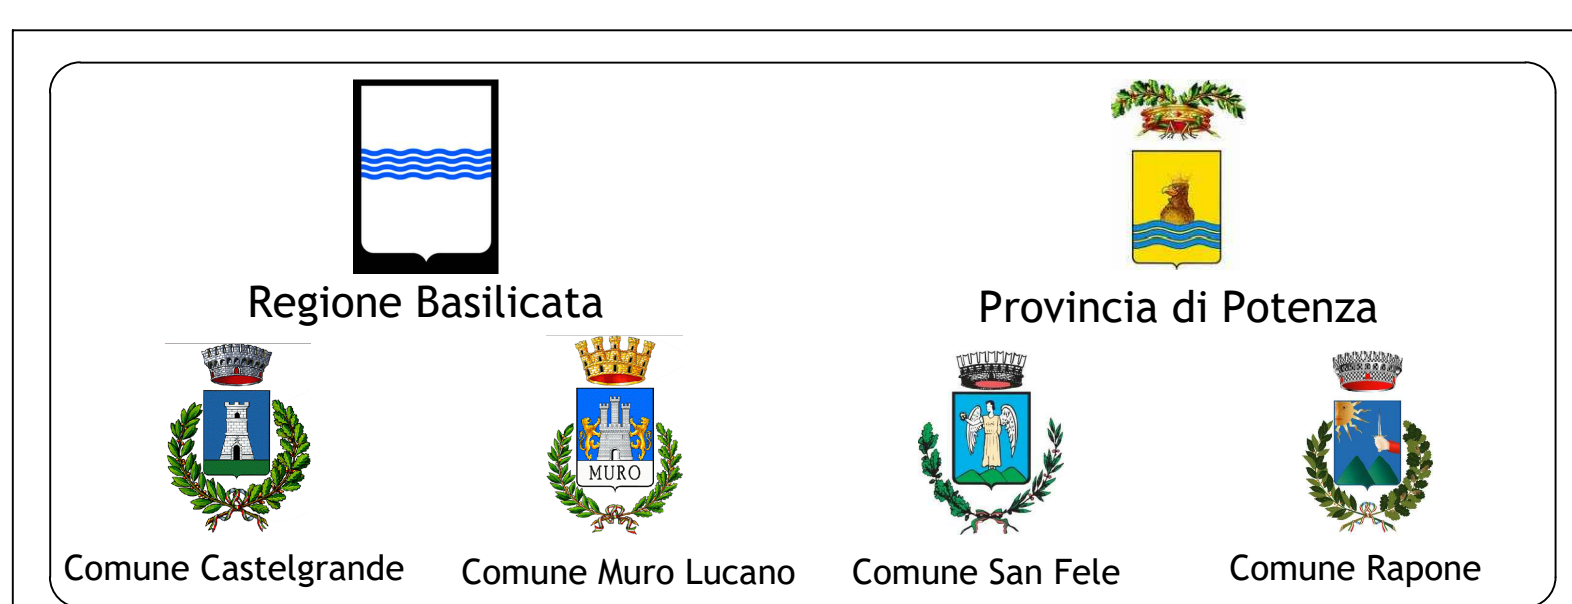 Regione Basilicata
Provincia di Potenza
MURO
Comune Castelgrande
Comune Muro Lucano
Comune San Fele
Comune Rapone